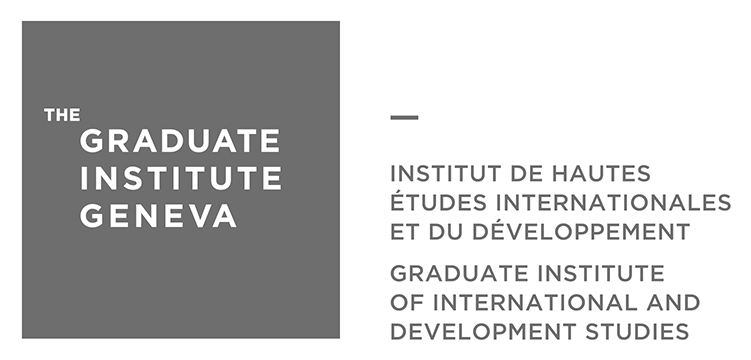 THE
GRADUATE
INSTITUTE
GENEVA
INSTITUT DE HAUTES
ÉTUDES INTERNATIONALES
ET DU DÉVELOPPEMENT
GRADUATE INSTITUTE
OF INTERNATIONAL AND
DEVELOPMENT STUDIES